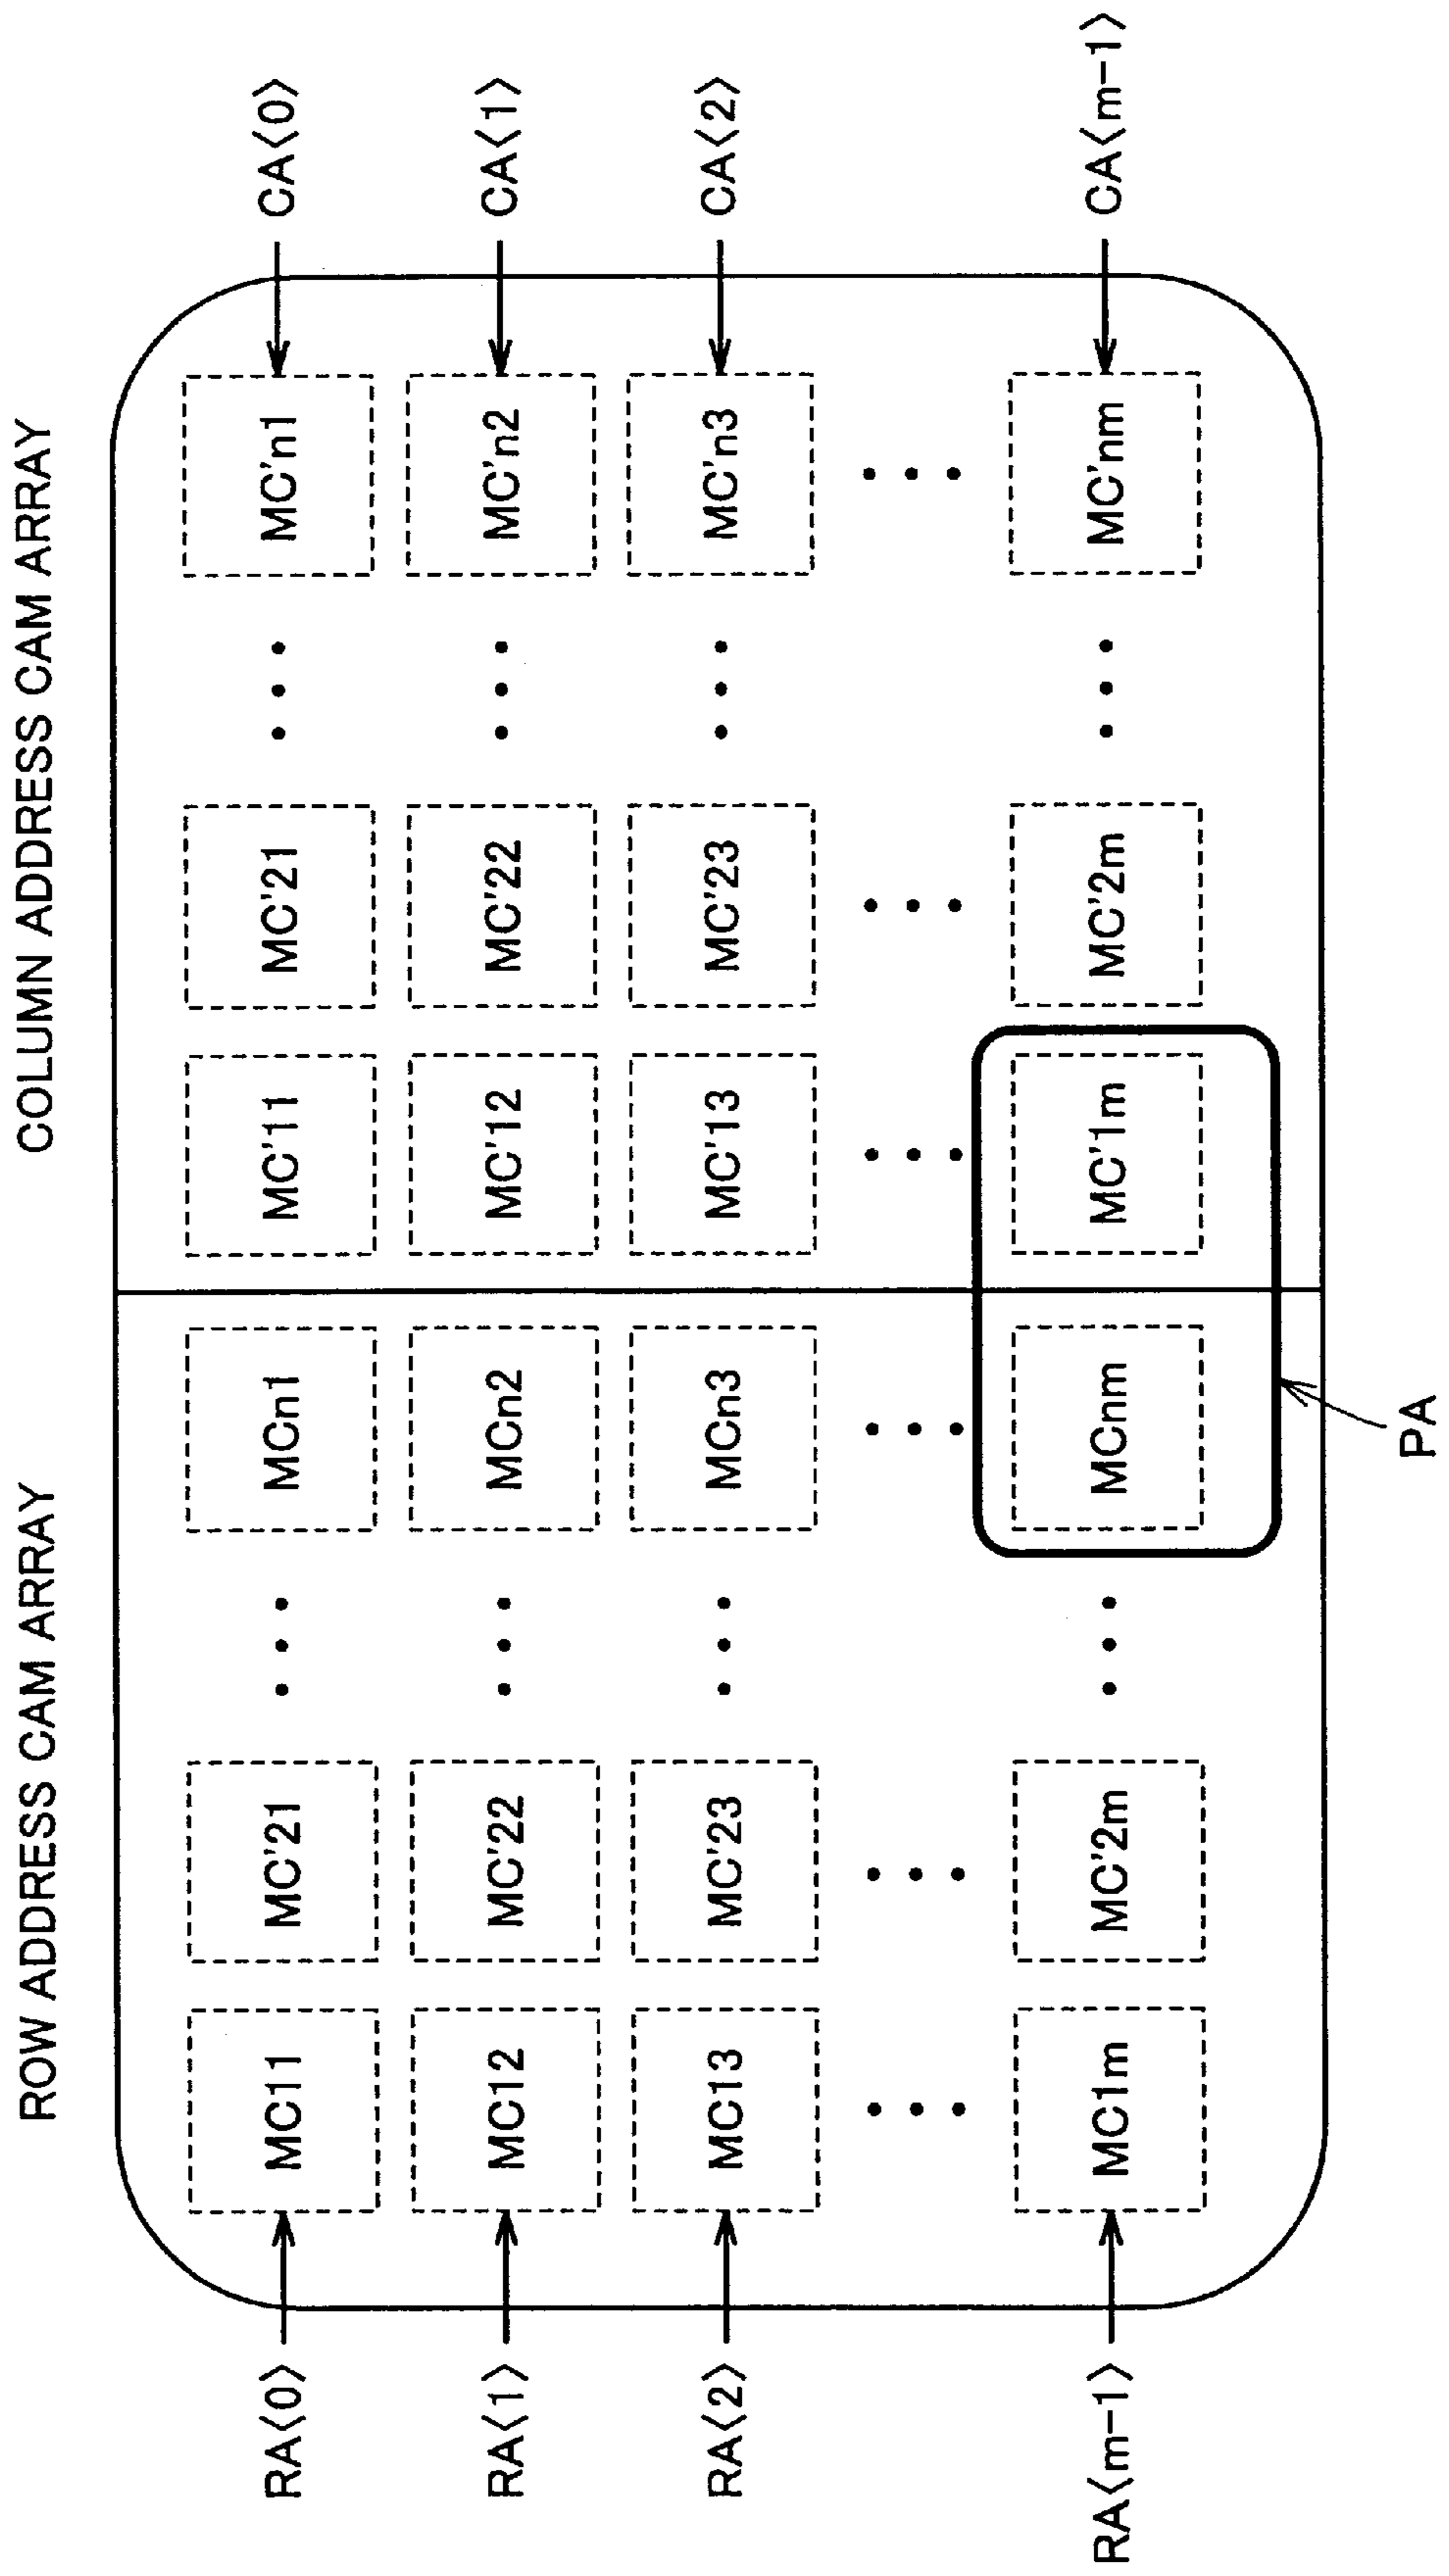 ROW ADDRESS CAM ARRAY COLUMN ADDRESS CAM ARRAY
RA⟨0⟩ MC11 MC'21 MCn1 MC'11 MC'21 MC'n1 CA⟨0⟩
RA⟨1⟩ MC12 MC'22 MCn2 MC'12 MC'22 MC'n2 CA⟨1⟩
RA⟨2⟩ MC13 MC'23 MCn3 MC'13 MC'23 MC'n3 CA⟨2⟩
RA⟨m-1⟩ MC1m MC'2m MCnm MC'1m MC'2m MC'nm CA⟨m-1⟩
PA